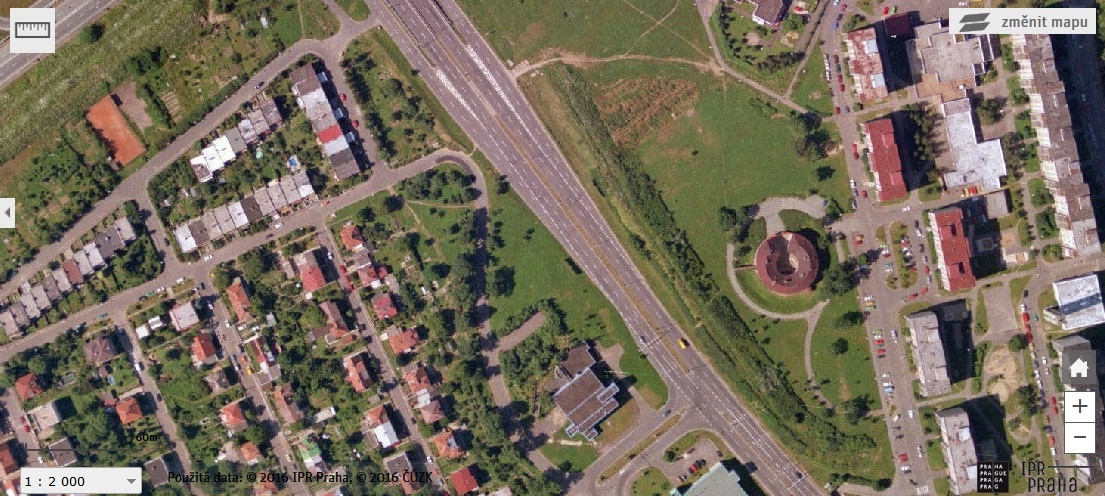 změnit mapu
60m
1 : 2 000
Použitá data: © 2016 IPR Praha, © 2016 ČÚZK
PRA HA
PRA GUE
PRA GA
PRA G
IPR
PRAHA
+
−